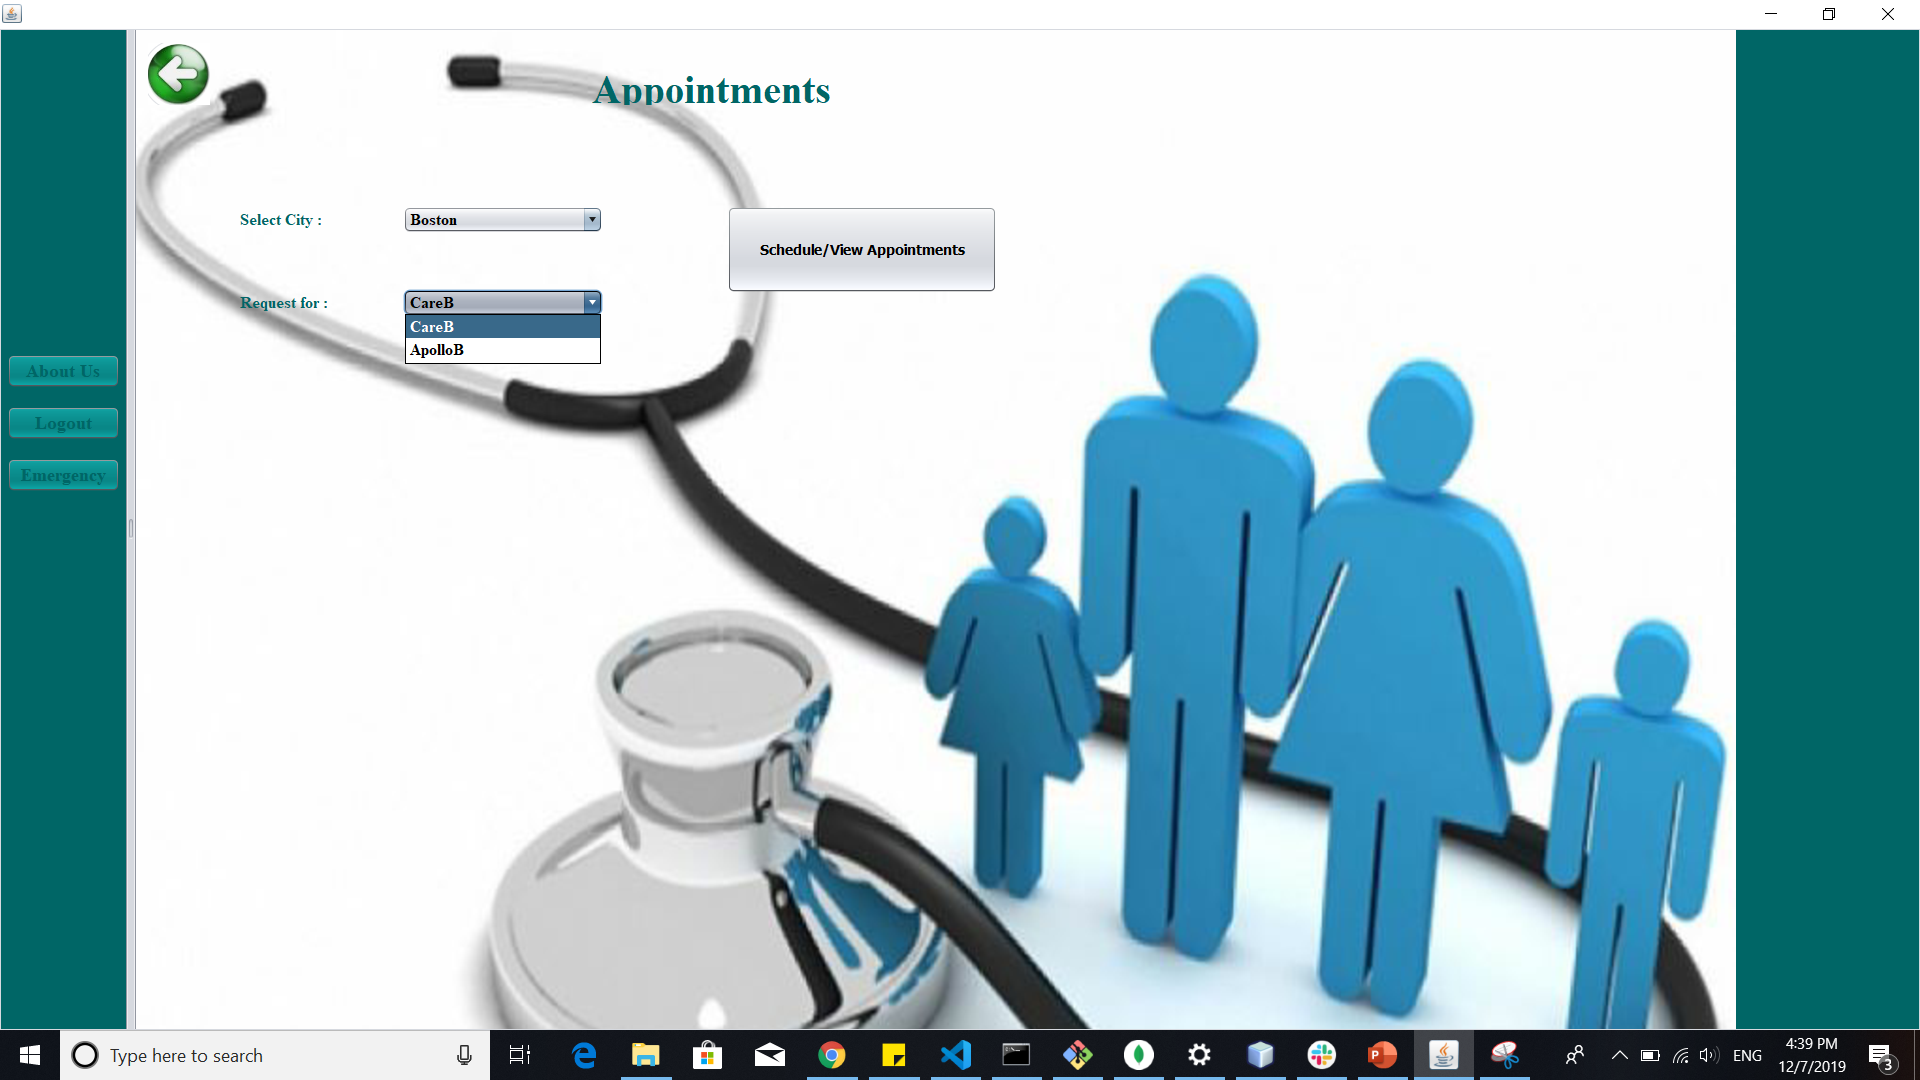 Appointments
Select City :
Boston
Schedule/View Appointments
Request for :
CareB
CareB
ApolloB
About Us
Logout
Emergency
Type here to search
ENG
4:39 PM
12/7/2019
3